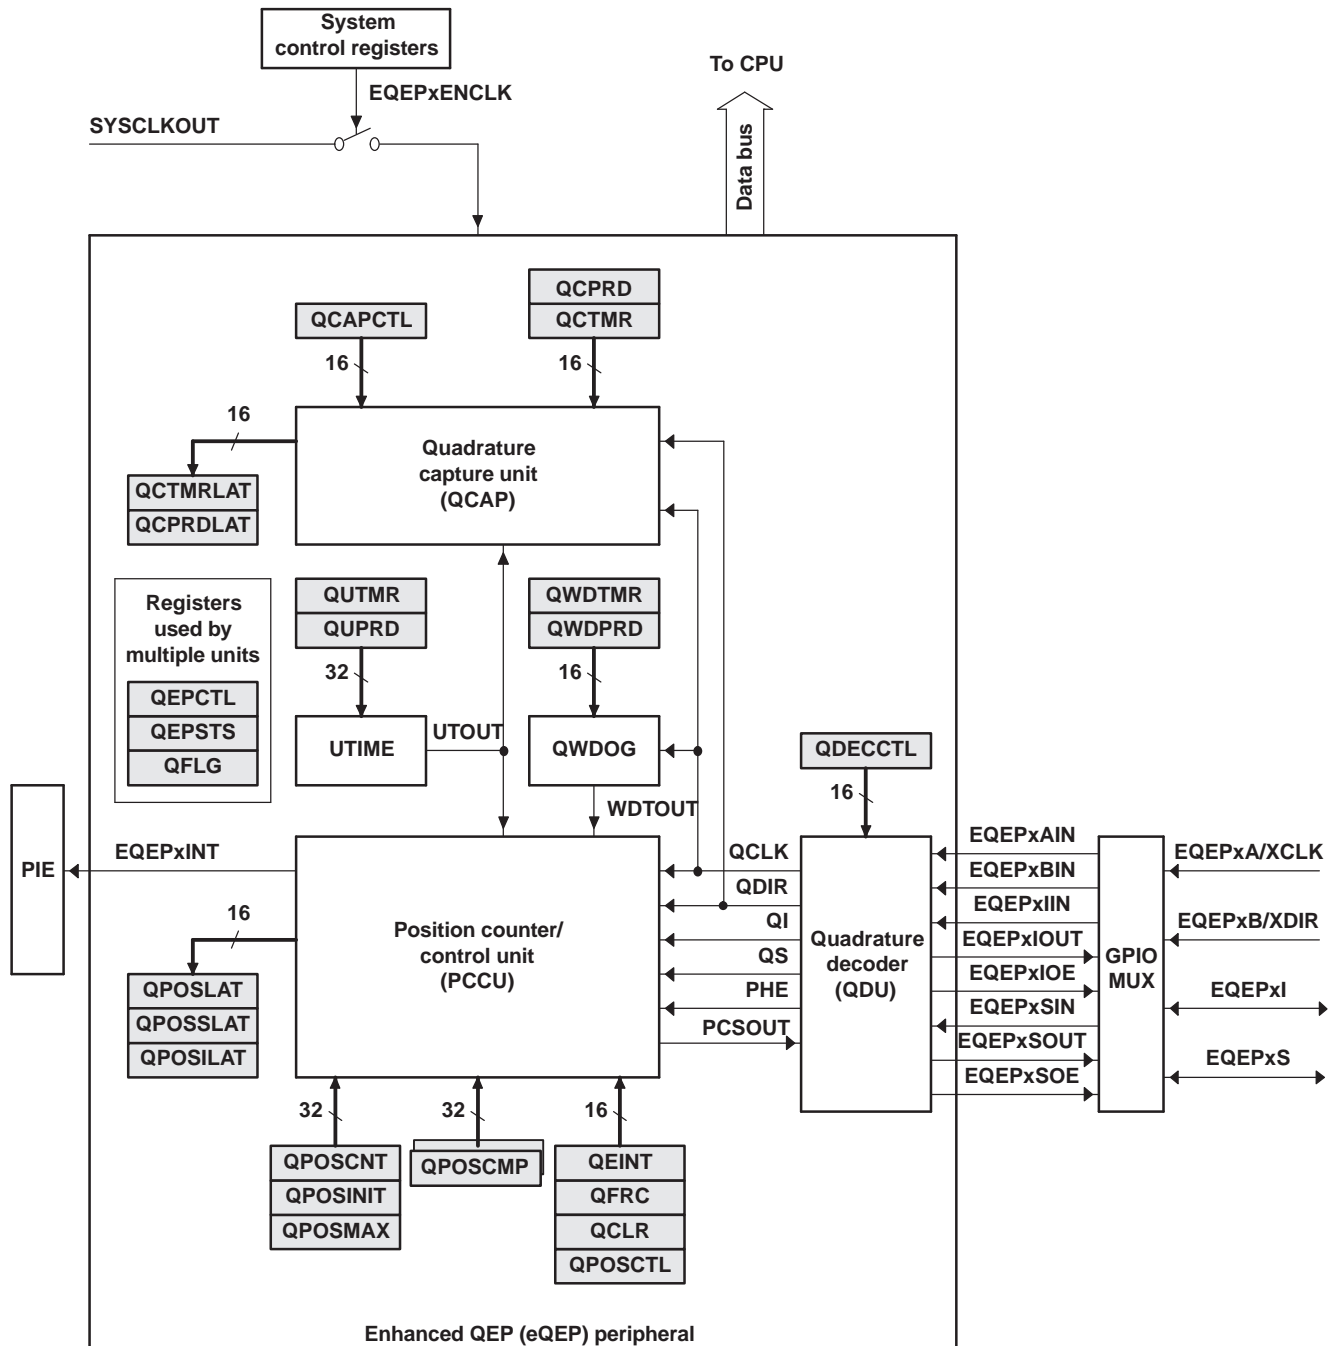 System
control registers
To CPU
EQEPxENCLK
SYSCLKOUT
Data bus
QCPRD
QCAPCTL
QCTMR
16
16
16
Quadrature
capture unit
(QCAP)
QCTMRLAT
QCPRDLAT
Registers
used by
multiple units
QEPCTL
QEPSTS
QFLG
QUTMR
QUPRD
32
UTIME
UTOUT
QWDTMR
QWDPRD
16
QWDOG
WDTOUT
QDECCTL
16
PIE
EQEPxINT
16
QPOSLAT
QPOSSLAT
QPOSILAT
Position counter/
control unit
(PCCU)
QCLK
QDIR
QI
QS
PHE
PCSOUT
Quadrature
decoder
(QDU)
EQEPxAIN
EQEPxBIN
EQEPxIIN
EQEPxIOUT
EQEPxIOE
EQEPxSIN
EQEPxSOUT
EQEPxSOE
GPIO
MUX
EQEPxA/XCLK
EQEPxB/XDIR
EQEPxI
EQEPxS
32
32
16
QPOSCNT
QPOSINIT
QPOSMAX
QPOSCMP
QEINT
QFRC
QCLR
QPOSCTL
Enhanced QEP (eQEP) peripheral